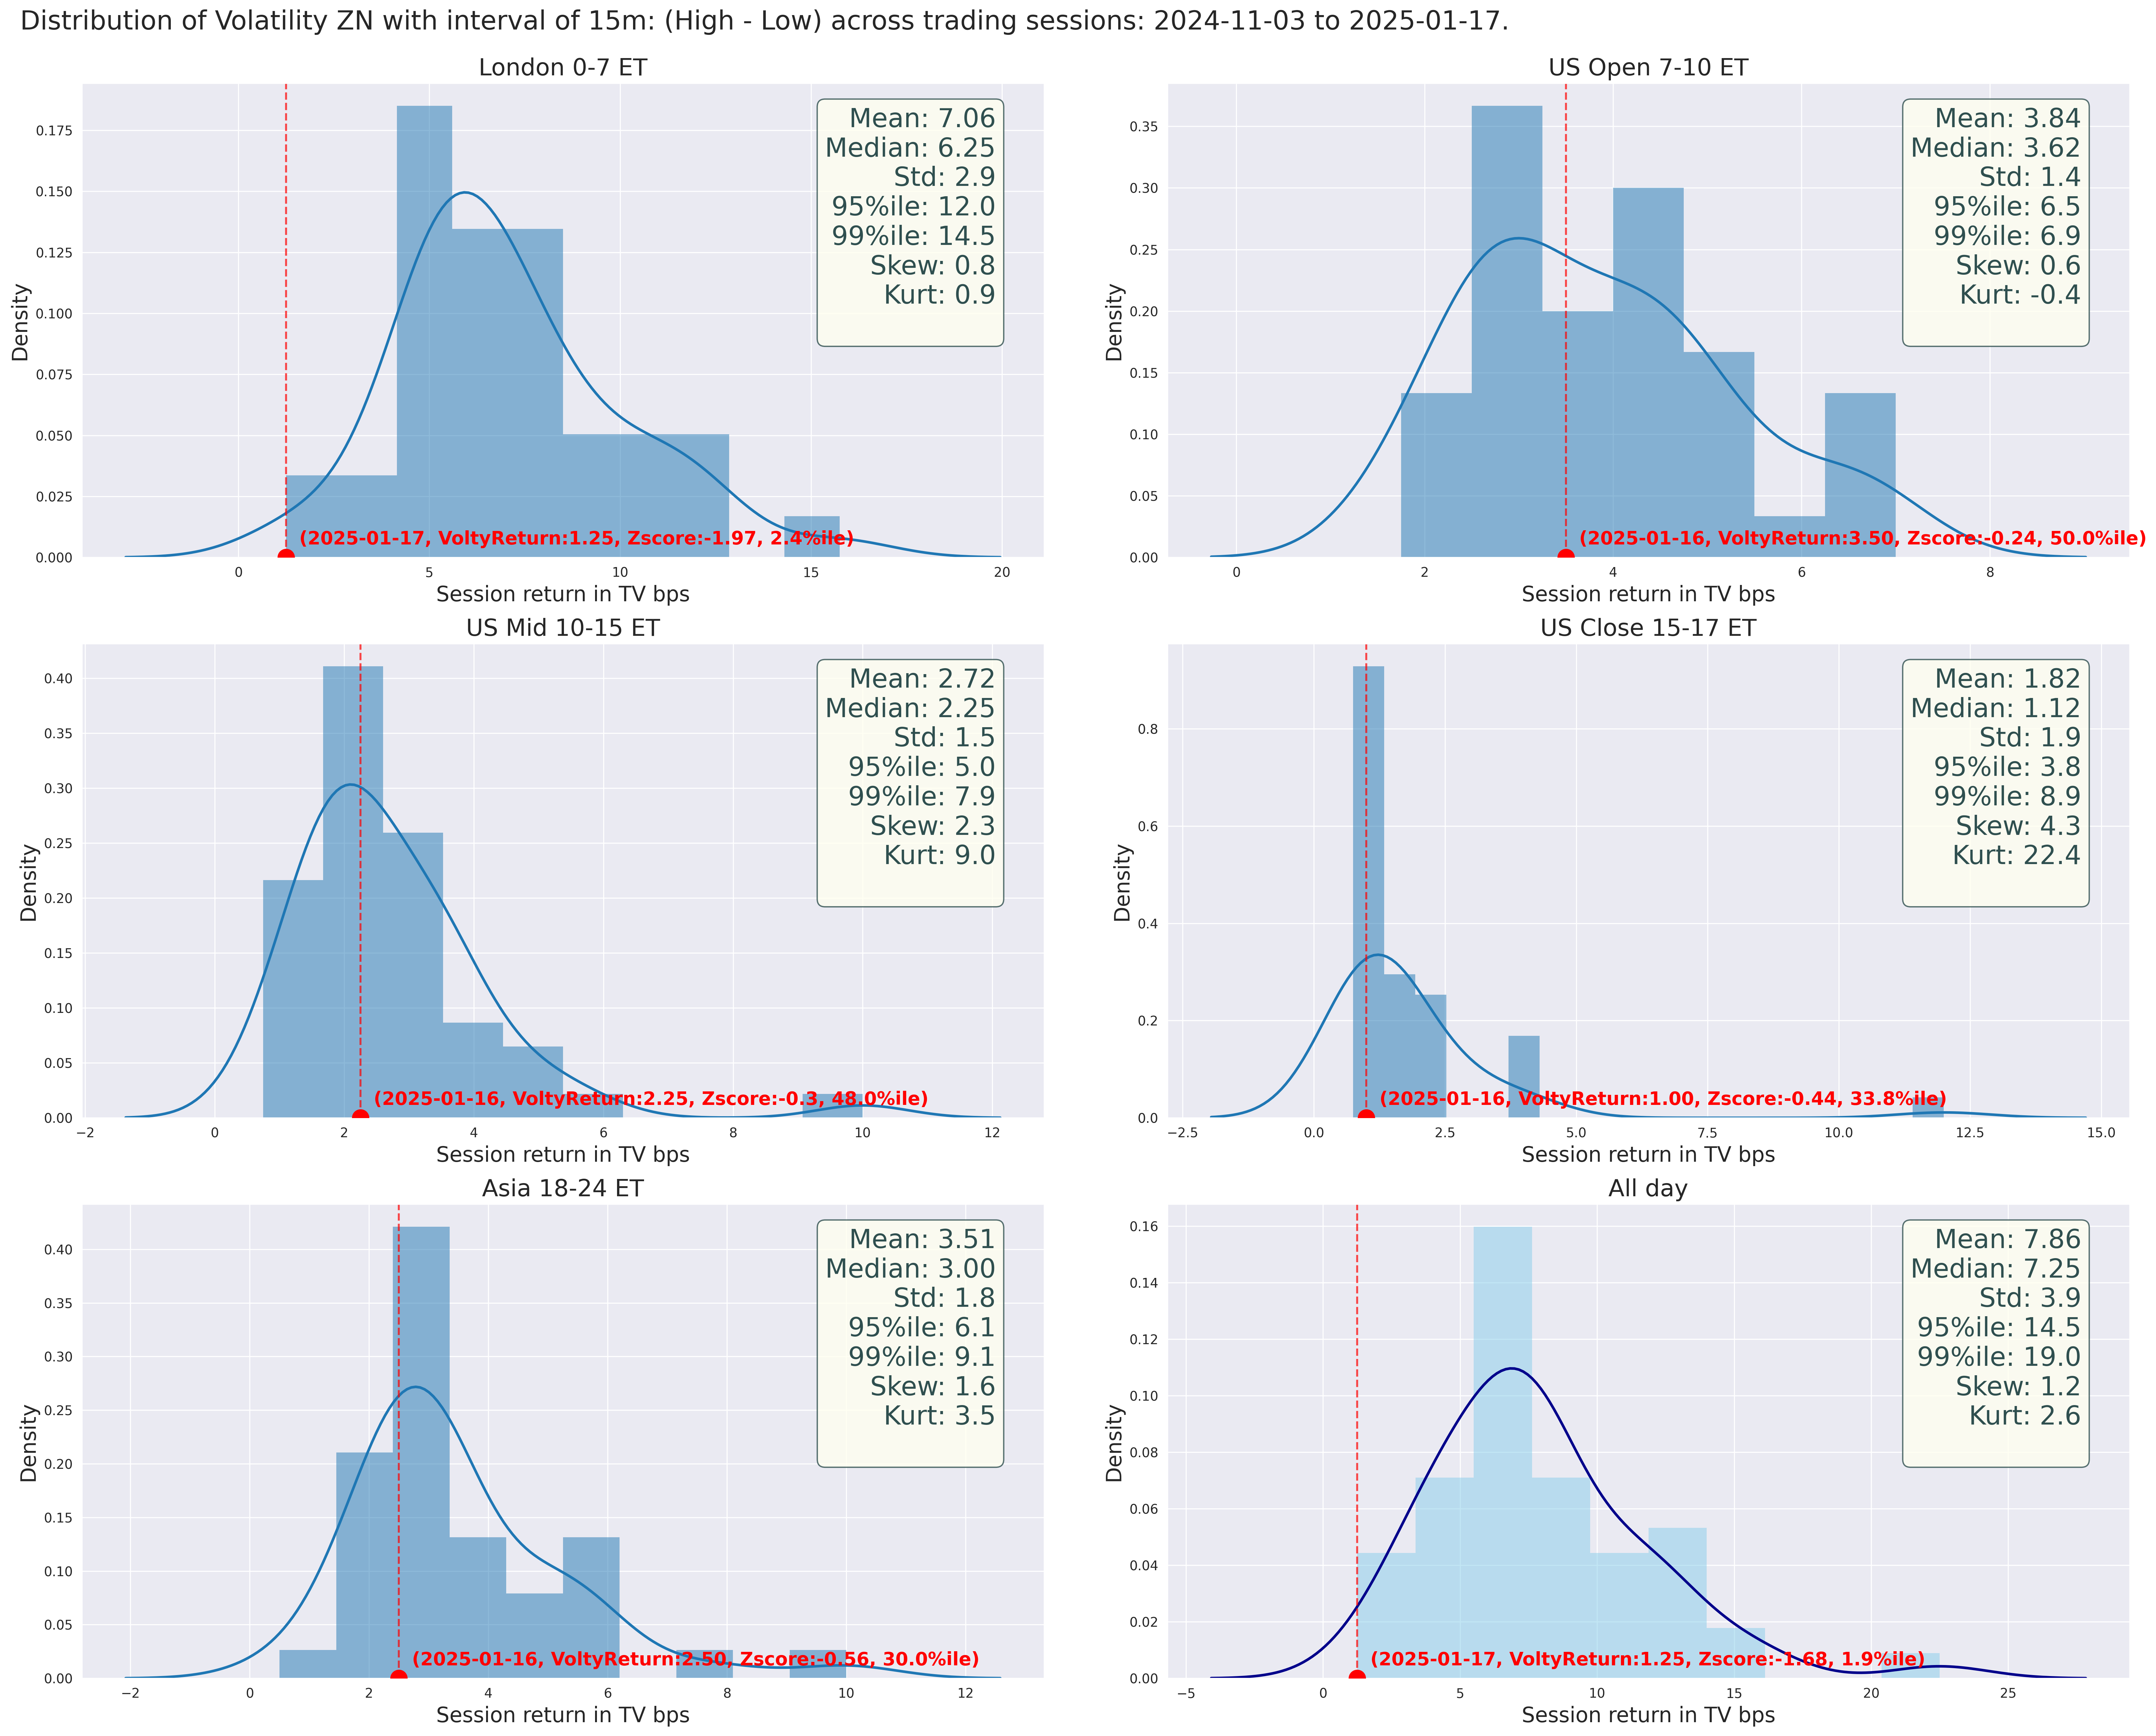 Distribution of Volatility ZN with interval of 15m: (High - Low) across trading sessions: 2024-11-03 to 2025-01-17.
London 0-7 ET
Density
0.175
0.150
0.125
0.100
0.075
0.050
0.025
0.000
Mean: 7.06
Median: 6.25
Std: 2.9
95%ile: 12.0
99%ile: 14.5
Skew: 0.8
Kurt: 0.9
(2025-01-17, VoltyReturn:1.25, Zscore:-1.97, 2.4%ile)
0 5 10 15 20
Session return in TV bps
US Open 7-10 ET
Density
0.35
0.30
0.25
0.20
0.15
0.10
0.05
0.00
Mean: 3.84
Median: 3.62
Std: 1.4
95%ile: 6.5
99%ile: 6.9
Skew: 0.6
Kurt: -0.4
(2025-01-16, VoltyReturn:3.50, Zscore:-0.24, 50.0%ile)
0 2 4 6 8
Session return in TV bps
US Mid 10-15 ET
Density
0.40
0.35
0.30
0.25
0.20
0.15
0.10
0.05
0.00
Mean: 2.72
Median: 2.25
Std: 1.5
95%ile: 5.0
99%ile: 7.9
Skew: 2.3
Kurt: 9.0
(2025-01-16, VoltyReturn:2.25, Zscore:-0.3, 48.0%ile)
−2 0 2 4 6 8 10 12
Session return in TV bps
US Close 15-17 ET
Density
0.8
0.6
0.4
0.2
0.0
Mean: 1.82
Median: 1.12
Std: 1.9
95%ile: 3.8
99%ile: 8.9
Skew: 4.3
Kurt: 22.4
(2025-01-16, VoltyReturn:1.00, Zscore:-0.44, 33.8%ile)
−2.5 0.0 2.5 5.0 7.5 10.0 12.5 15.0
Session return in TV bps
Asia 18-24 ET
Density
0.40
0.35
0.30
0.25
0.20
0.15
0.10
0.05
0.00
Mean: 3.51
Median: 3.00
Std: 1.8
95%ile: 6.1
99%ile: 9.1
Skew: 1.6
Kurt: 3.5
(2025-01-16, VoltyReturn:2.50, Zscore:-0.56, 30.0%ile)
−2 0 2 4 6 8 10 12
Session return in TV bps
All day
Density
0.16
0.14
0.12
0.10
0.08
0.06
0.04
0.02
0.00
Mean: 7.86
Median: 7.25
Std: 3.9
95%ile: 14.5
99%ile: 19.0
Skew: 1.2
Kurt: 2.6
(2025-01-17, VoltyReturn:1.25, Zscore:-1.68, 1.9%ile)
−5 0 5 10 15 20 25
Session return in TV bps